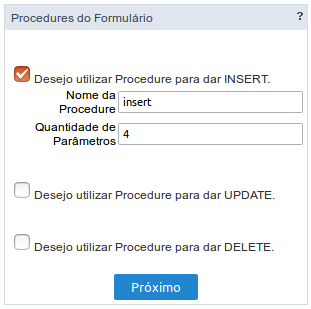 Procedures do Formulário ?
Desejo utilizar Procedure para dar INSERT.
Nome da insert
Procedure
Quantidade de 4
Parâmetros
Desejo utilizar Procedure para dar UPDATE.
Desejo utilizar Procedure para dar DELETE.
Próximo